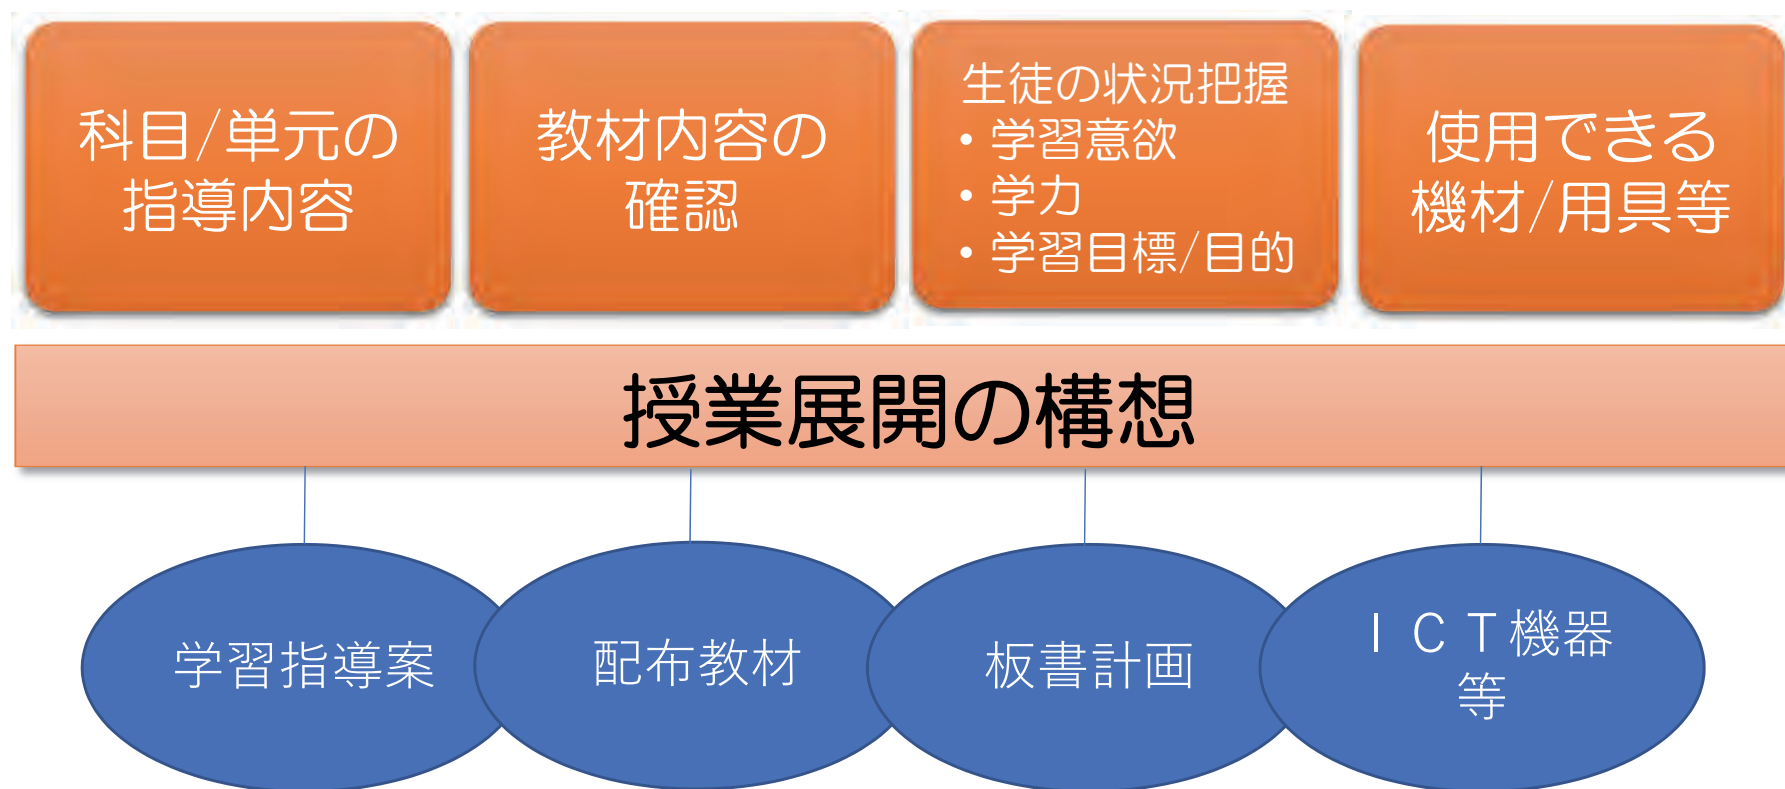 科目/単元の
指導内容
教材内容の
確認
生徒の状況把握
• 学習意欲
• 学力
• 学習目標/目的
使用できる
機材/用具等
授業展開の構想
学習指導案
配布教材
板書計画
ＩＣＴ機器
等